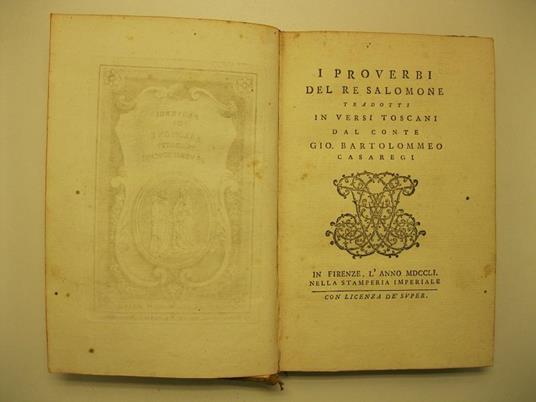 I PROVERBI
DEL RE SALOMONE
TRADOTTI
IN VERSI TOSCANI
DAL CONTE
GIO. BARTOLOMMEO
CASAREGI
IN FIRENZE. L' ANNO MDCCLI.
NELLA STAMPERIA IMPERIALE
CON LICENZA DE' SVPER.